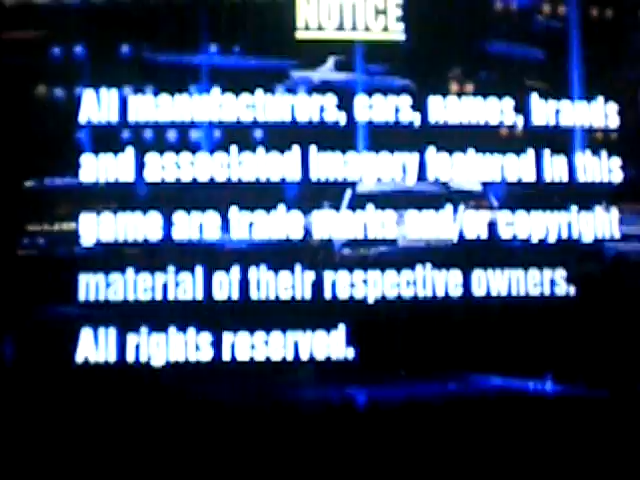 NOTICE
All manufacturers, cars, names, brands
and associated imagery featured in this
game are trade marks and/or copyright
material of their respective owners.
All rights reserved.